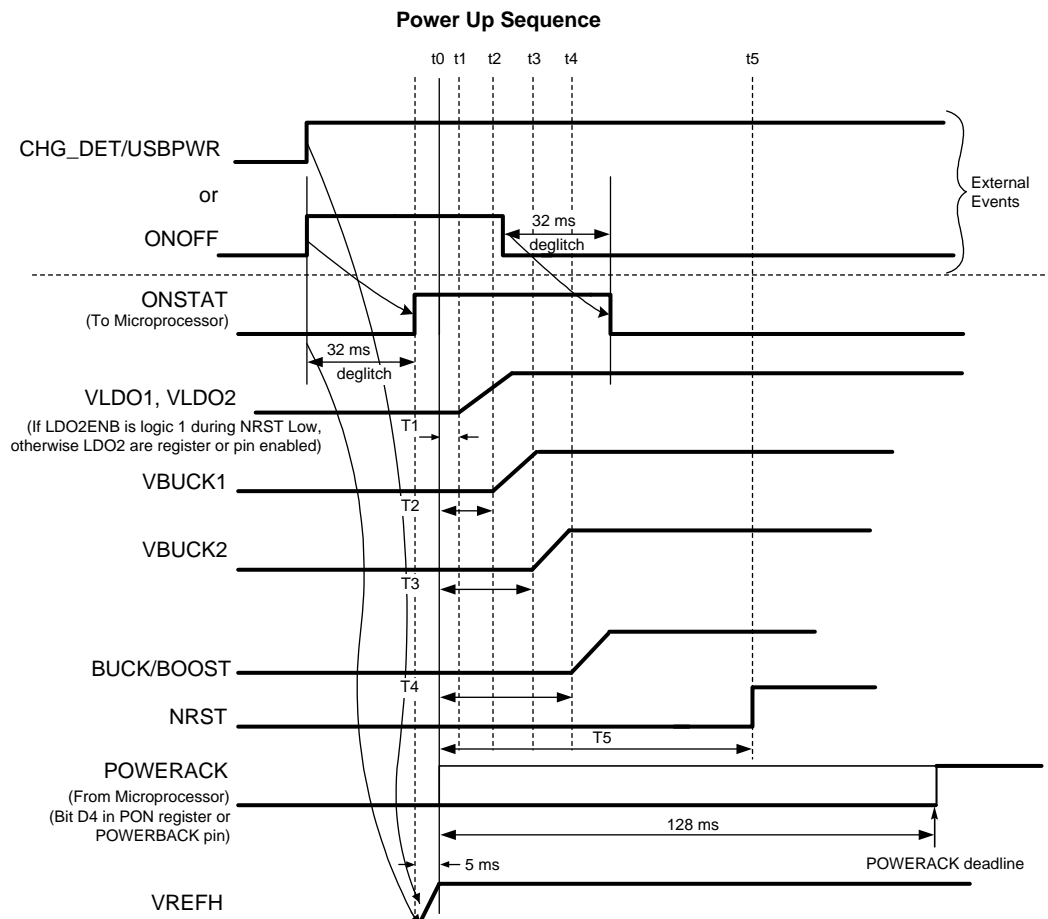 Power Up Sequence
t0 t1 t2 t3 t4 t5
CHG_DET/USBPWR
or
ONOFF
32 ms
deglitch
External
Events
ONSTAT
(To Microprocessor)
32 ms
deglitch
VLDO1, VLDO2
(If LDO2ENB is logic 1 during NRST Low,
otherwise LDO2 are register or pin enabled)
T1
VBUCK1
T2
VBUCK2
T3
BUCK/BOOST
T4
NRST
T5
POWERACK
(From Microprocessor)
(Bit D4 in PON register or
POWERBACK pin)
128 ms
POWERACK deadline
5 ms
VREFH